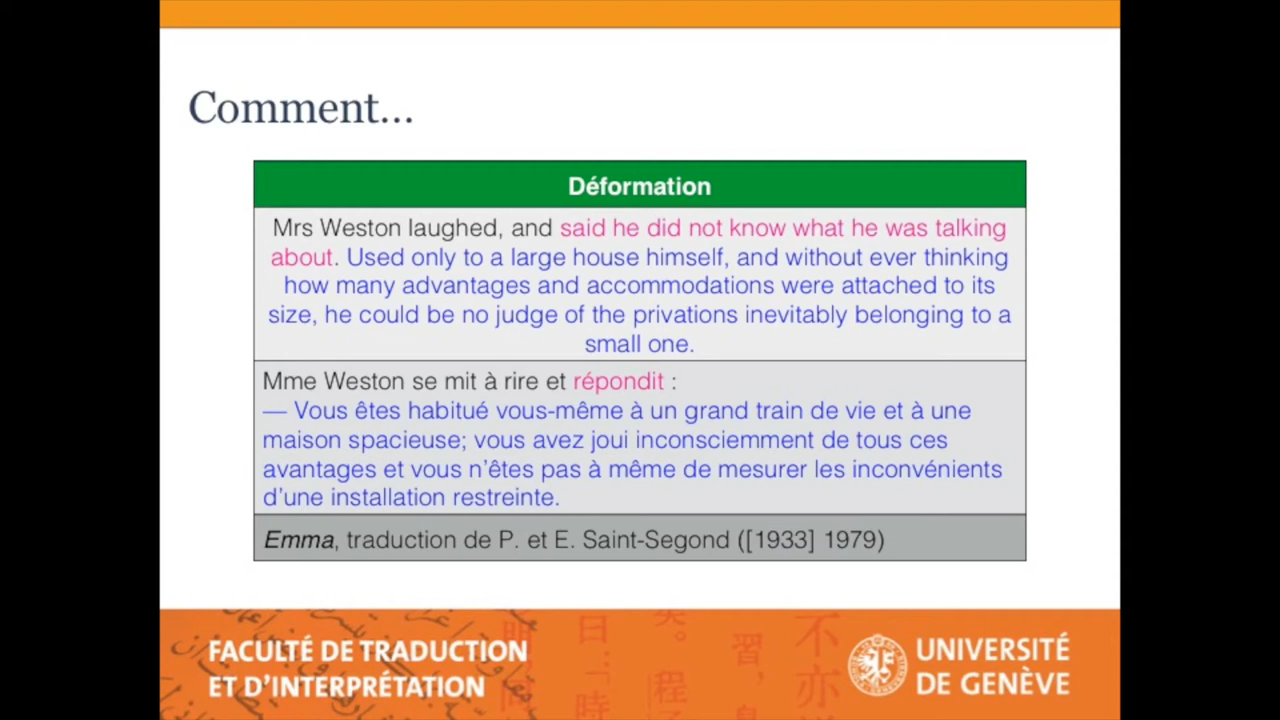 Comment...
Déformation
Mrs Weston laughed, and said he did not know what he was talking
about. Used only to a large house himself, and without ever thinking
how many advantages and accommodations were attached to its
size, he could be no judge of the privations inevitably belonging to a
small one.
Mme Weston se mit à rire et répondit :
— Vous êtes habitué vous-même à un grand train de vie et à une
maison spacieuse; vous avez joui inconsciemment de tous ces
avantages et vous n'êtes pas à même de mesurer les inconvénients
d'une installation restreinte.
Emma, traduction de P. et E. Saint-Segond ([1933] 1979)
FACULTÉ DE TRADUCTION
ET D'INTERPRÉTATION
UNIVERSITÉ
DE GENÈVE